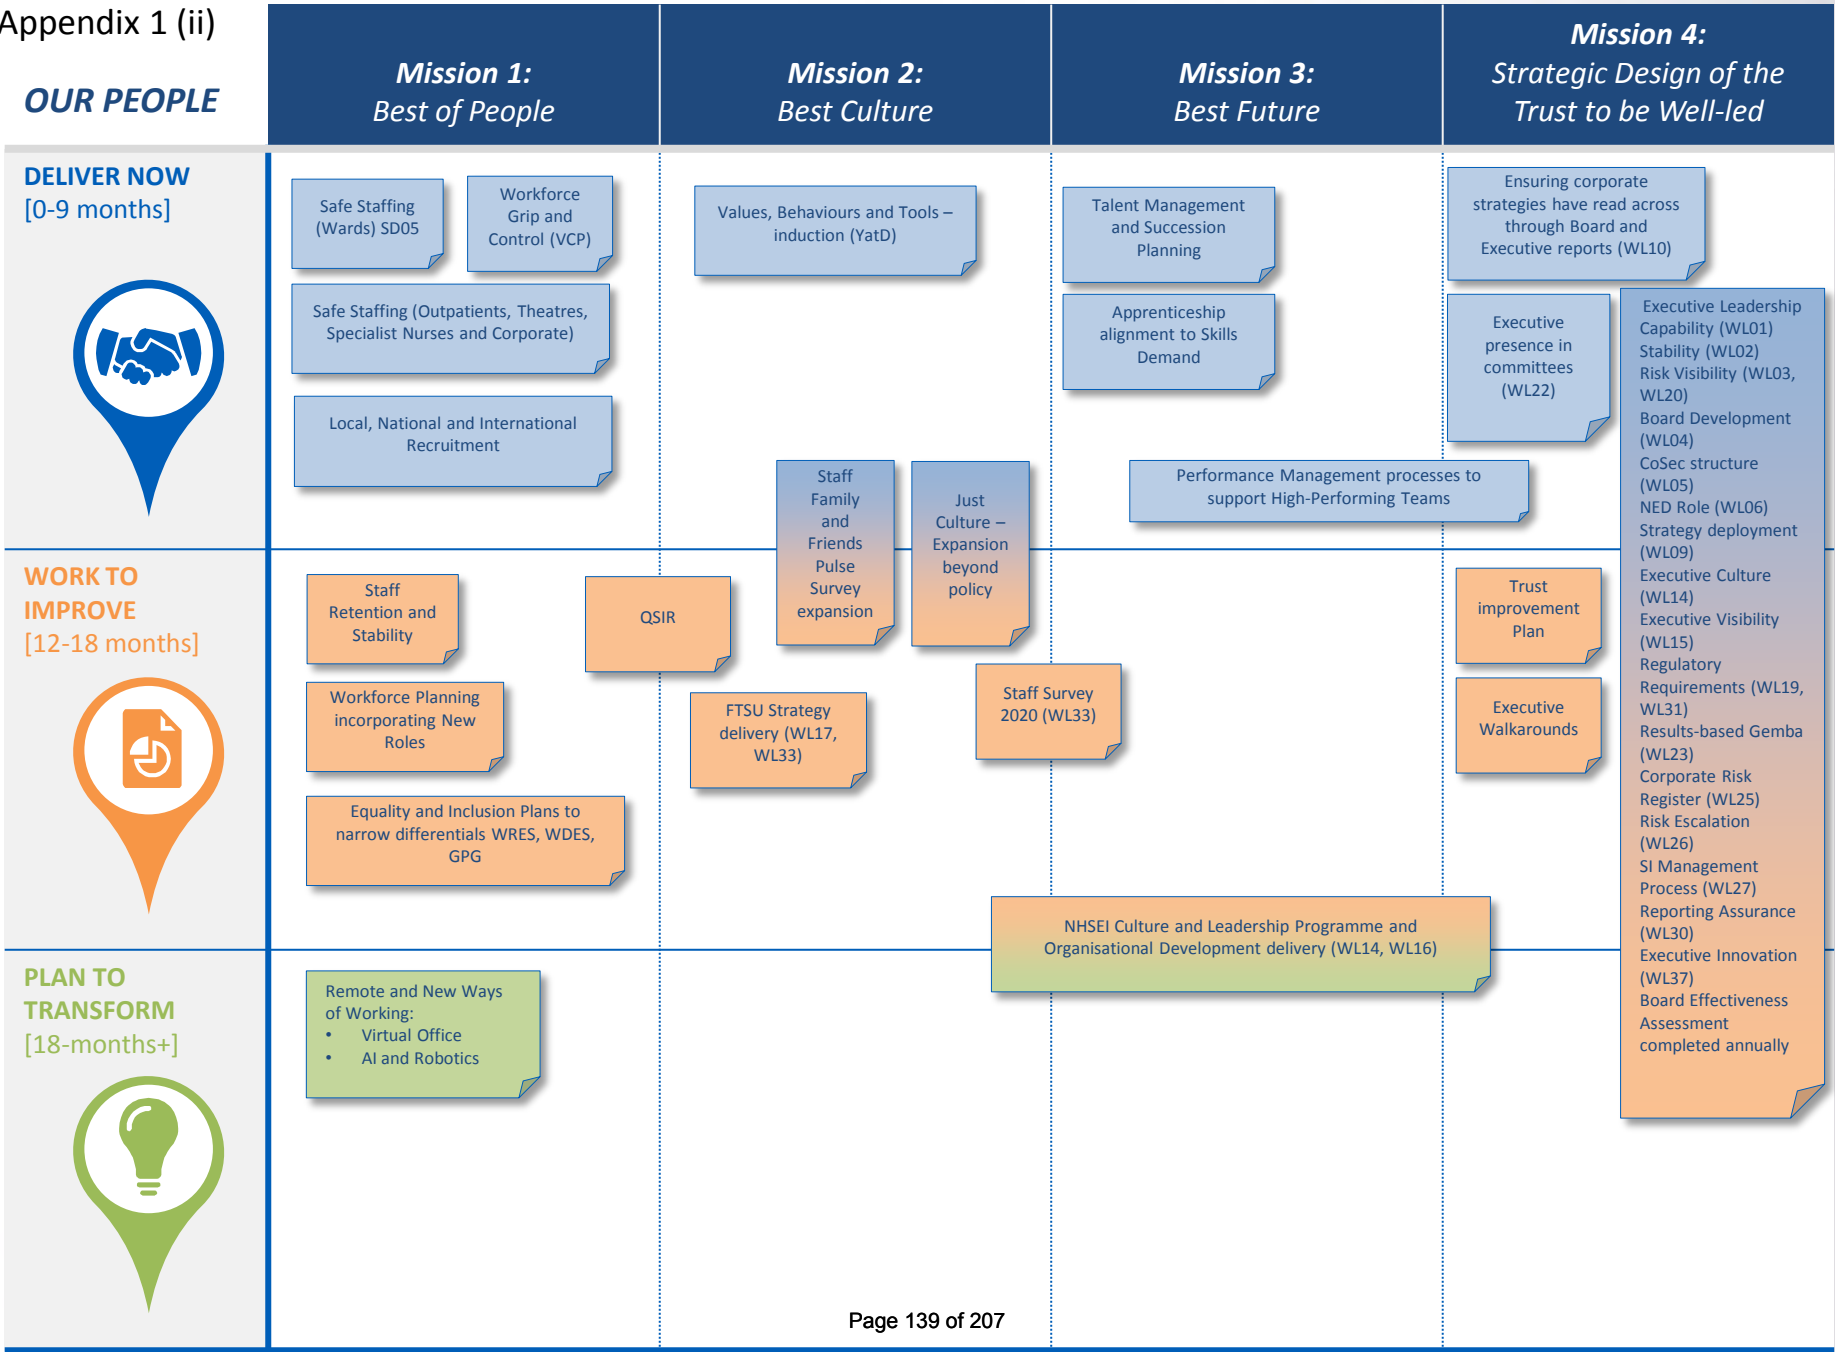 Appendix 1 (ii)
OUR PEOPLE
Mission 1:
Best of People
Mission 2:
Best Culture
Mission 3:
Best Future
Mission 4:
Strategic Design of the
Trust to be Well-led
DELIVER NOW
[0-9 months]
Safe Staffing
(Wards) SD05
Workforce
Grip and
Control (VCP)
Safe Staffing (Outpatients, Theatres,
Specialist Nurses and Corporate)
Local, National and International
Recruitment
Values, Behaviours and Tools –
induction (YatD)
Staff
Family
and
Friends
Pulse
Survey
expansion
Just
Culture –
Expansion
beyond
policy
Talent Management
and Succession
Planning
Apprenticeship
alignment to Skills
Demand
Performance Management processes to
support High-Performing Teams
Ensuring corporate
strategies have read across
through Board and
Executive reports (WL10)
Executive
presence in
committees
(WL22)
Executive Leadership
Capability (WL01)
Stability (WL02)
Risk Visibility (WL03,
WL20)
Board Development
(WL04)
CoSec structure
(WL05)
NED Role (WL06)
Strategy deployment
(WL09)
Executive Culture
(WL14)
Executive Visibility
(WL15)
Regulatory
Requirements (WL19,
WL31)
Results-based Gemba
(WL23)
Corporate Risk
Register (WL25)
Risk Escalation
(WL26)
SI Management
Process (WL27)
Reporting Assurance
(WL30)
Executive Innovation
(WL37)
Board Effectiveness
Assessment
completed annually
WORK TO
IMPROVE
[12-18 months]
Staff
Retention and
Stability
QSIR
Workforce Planning
incorporating New
Roles
Equality and Inclusion Plans to
narrow differentials WRES, WDES,
GPG
FTSU Strategy
delivery (WL17,
WL33)
Staff Survey
2020 (WL33)
Trust
improvement
Plan
Executive
Walkarounds
NHSEI Culture and Leadership Programme and
Organisational Development delivery (WL14, WL16)
PLAN TO
TRANSFORM
[18-months+]
Remote and New Ways
of Working:
• Virtual Office
• AI and Robotics
Page 139 of 207